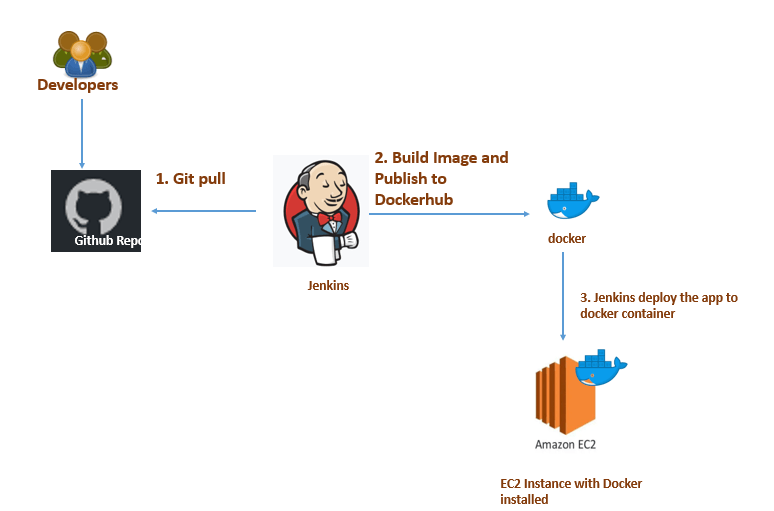 Developers
1. Git pull
Github Repo
2. Build Image and
Publish to
Dockerhub
Jenkins
docker
3. Jenkins deploy the app to
docker container
Amazon EC2
EC2 Instance with Docker
installed